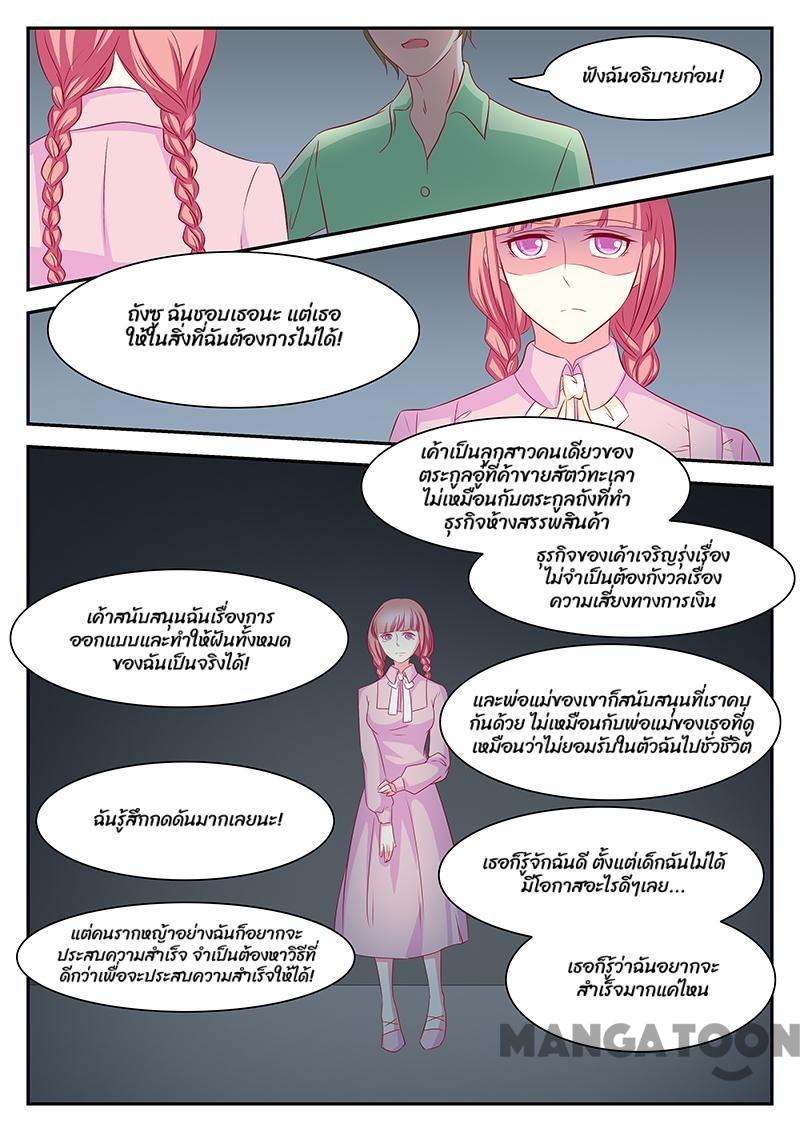 ฟังฉันอธิบายก่อน!
ถังซู ฉันชอบเธอนะ แต่เธอ
ให้ในสิ่งที่ฉันต้องการไม่ได้!
เค้าเป็นลูกสาวคนเดียวของ
ตระกูลอู๋ที่ค้าขายสัตว์ทะเลา
ไม่เหมือนกับตระกูลถังที่ทำ
ธุรกิจห้างสรรพสินค้า
ธุรกิจของเค้าเจริญรุ่งเรื่อง
ไม่จำเป็นต้องกังวลเรื่อง
ความเสี่ยงทางการเงิน
เค้าสนับสนุนฉันเรื่องการ
ออกแบบและทำให้ฝันทั้งหมด
ของฉันเป็นจริงได้!
และพ่อแม่ของเขาก็สนับสนุนที่เราคบ
กันด้วย ไม่เหมือนกับพ่อแม่ของเธอที่ดู
เหมือนว่าไม่ยอมรับในตัวฉันไปชั่วชีวิต
ฉันรู้สึกกดดันมากเลยนะ!
เธอก็รู้จักฉันดี ตั้งแต่เด็กฉันไม่ได้
มีโอกาสอะไรดีๆเลย...
แต่คนรากหญ้าอย่างฉันก็อยากจะ
ประสบความสำเร็จ จำเป็นต้องหาวิธีที่
ดีกว่าเพื่อจะประสบความสำเร็จให้ได้!
เธอก็รู้ว่าฉันอยากจะ
สำเร็จมากแค่ไหน
MANGATOON